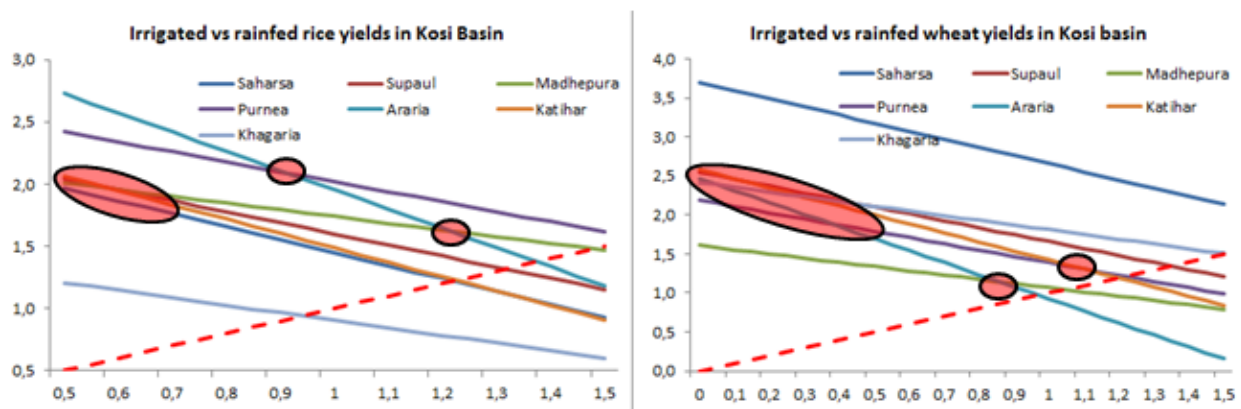 Irrigated vs rainfed rice yields in Kosi Basin
3,0
2,5
2,0
1,5
1,0
0,5
Saharsa Supaul Madhepura
Purnea Araria Katihar
Khagaria
0,5 0,6 0,7 0,8 0,9 1 1,1 1,2 1,3 1,4 1,5
Irrigated vs rainfed wheat yields in Kosi basin
4,0
3,5
3,0
2,5
2,0
1,5
1,0
0,5
0,0
Saharsa Supaul Madhepura
Purnea Araria Katihar
Khagaria
0 0,1 0,2 0,3 0,4 0,5 0,6 0,7 0,8 0,9 1 1,1 1,2 1,3 1,4 1,5